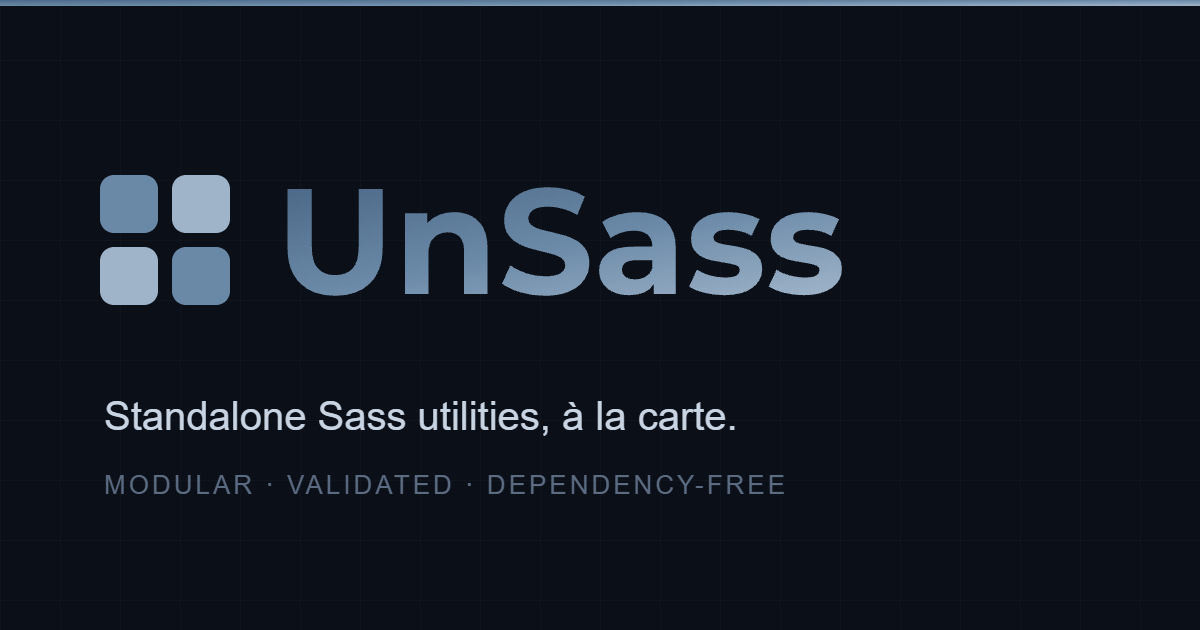 UnSass
Standalone Sass utilities, à la carte.
MODULAR · VALIDATED · DEPENDENCY-FREE